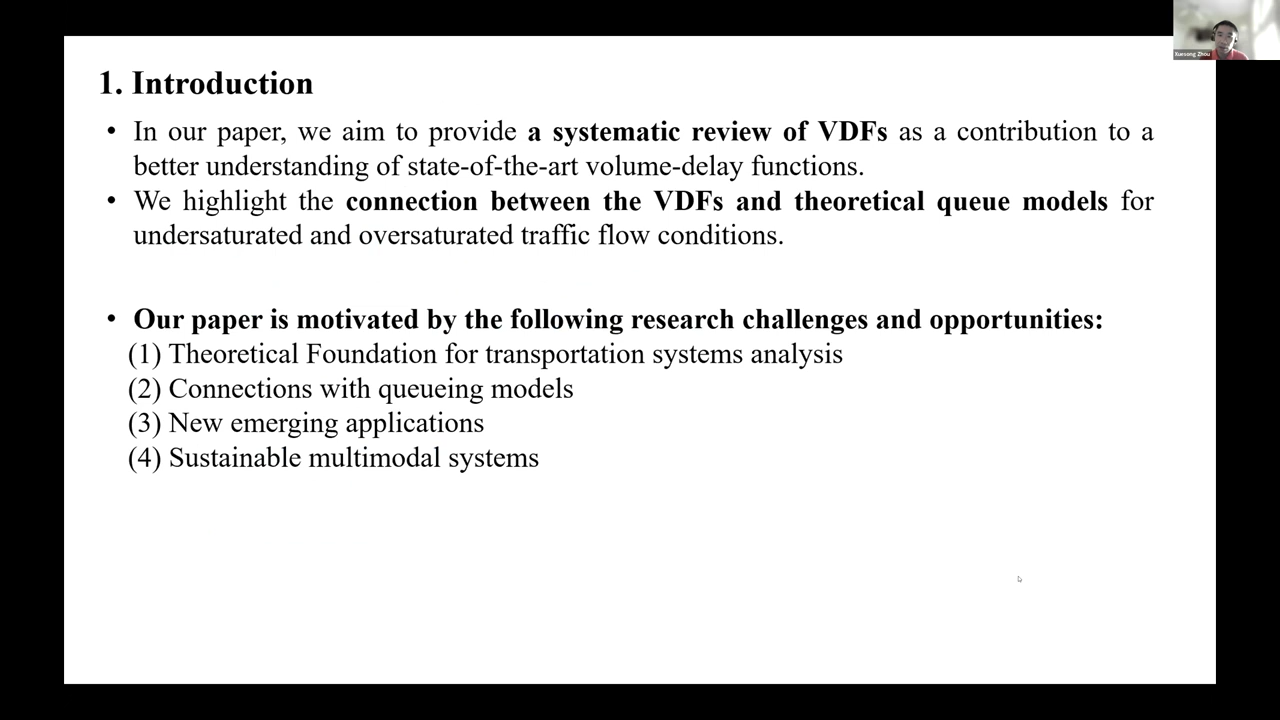 Xuesong Zhou
1. Introduction
• In our paper, we aim to provide a systematic review of VDFs as a contribution to a
better understanding of state-of-the-art volume-delay functions.
• We highlight the connection between the VDFs and theoretical queue models for
undersaturated and oversaturated traffic flow conditions.
• Our paper is motivated by the following research challenges and opportunities:
(1) Theoretical Foundation for transportation systems analysis
(2) Connections with queueing models
(3) New emerging applications
(4) Sustainable multimodal systems